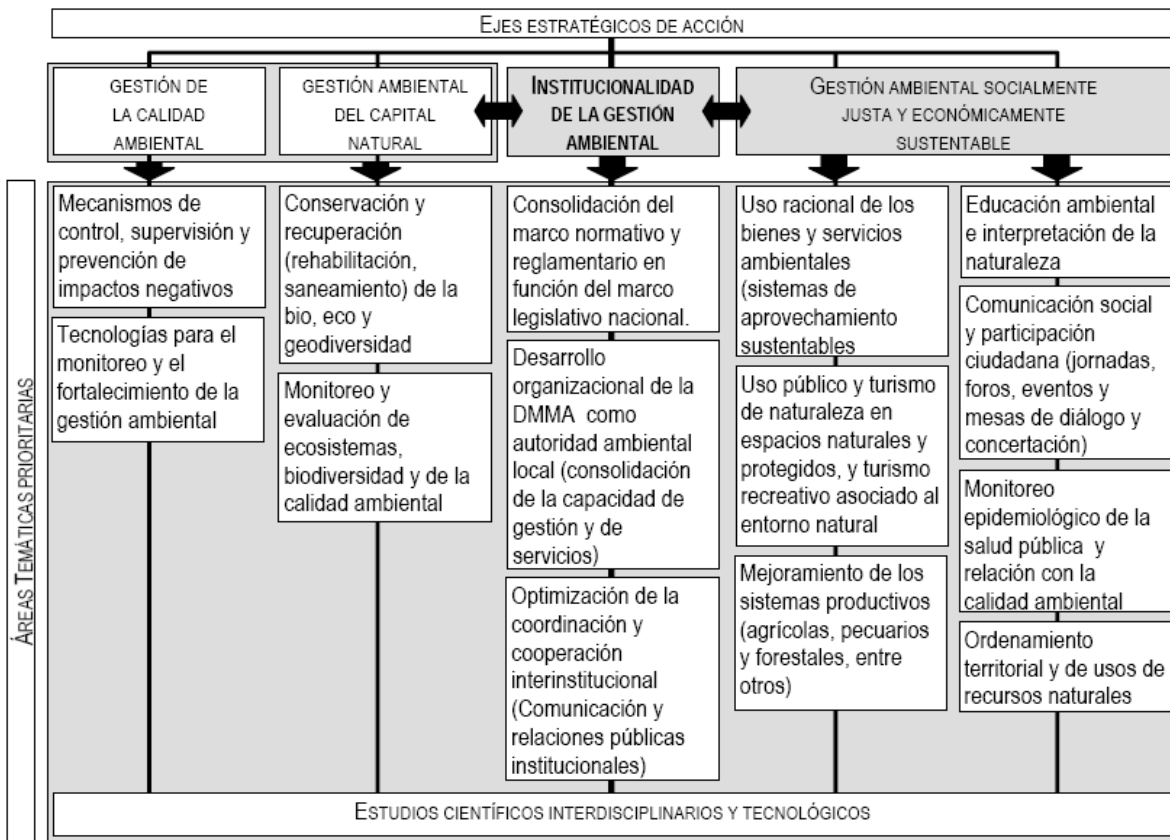 EJES ESTRATÉGICOS DE ACCIÓN
GESTIÓN DE
LA CALIDAD
AMBIENTAL
GESTIÓN AMBIENTAL
DEL CAPITAL
NATURAL
INSTITUCIONALIDAD
DE LA GESTIÓN
AMBIENTAL
GESTIÓN AMBIENTAL SOCIALMENTE
JUSTA Y ECONÓMICAMENTE
SUSTENTABLE
ÁREAS TEMÁTICAS PRIORITARIAS
Mecanismos de
control, supervisión y
prevención de
impactos negativos
Tecnologías para el
monitoreo y el
fortalecimiento de la
gestión ambiental
Conservación y
recuperación
(rehabilitación,
saneamiento) de la
bio, eco y
geodiversidad
Monitoreo y
evaluación de
ecosistemas,
biodiversidad y de la
calidad ambiental
Consolidación del
marco normativo y
reglamentario en
función del marco
legislativo nacional.
Desarrollo
organizacional de la
DMMA como
autoridad ambiental
local (consolidación
de la capacidad de
gestión y de
servicios)
Optimización de la
coordinación y
cooperación
interinstitucional
(Comunicación y
relaciones públicas
institucionales)
Uso racional de los
bienes y servicios
ambientales
(sistemas de
aprovechamiento
sustentables
Uso público y turismo
de naturaleza en
espacios naturales y
protegidos, y turismo
recreativo asociado al
entorno natural
Mejoramiento de los
sistemas productivos
(agrícolas, pecuarios
y forestales, entre
otros)
Educación ambiental
e interpretación de la
naturaleza
Comunicación social
y participación
ciudadana (jornadas,
foros, eventos y
mesas de diálogo y
concertación)
Monitoreo
epidemiológico de la
salud pública y
relación con la
calidad ambiental
Ordenamiento
territorial y de usos de
recursos naturales
ESTUDIOS CIENTÍFICOS INTERDISCIPLINARIOS Y TECNOLÓGICOS